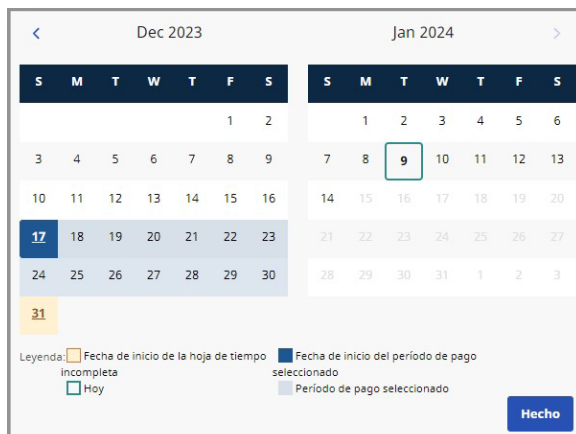 Dec 2023 Jan 2024
S M T W T F S S M T W T F S
1 2 1 2 3 4 5 6
3 4 5 6 7 8 9 7 8 9 10 11 12 13
10 11 12 13 14 15 16 14 15 16 17 18 19 20
17 18 19 20 21 22 23 21 22 23 24 25 26 27
24 25 26 27 28 29 30 28 29 30 31 1 2 3
31
Leyenda: Fecha de inicio de la hoja de tiempo Fecha de inicio del período de pago
incompleta seleccionado
Hoy Período de pago seleccionado
Hecho